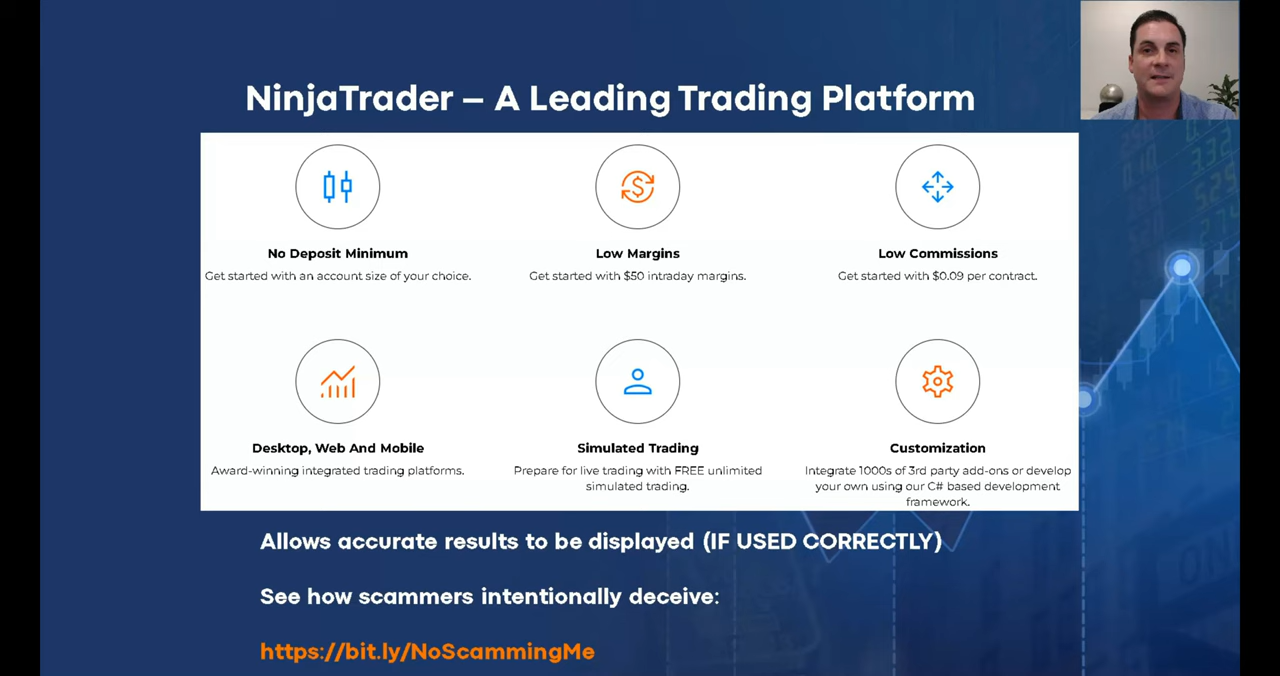 NinjaTrader – A Leading Trading Platform
No Deposit Minimum
Get started with an account size of your choice.
Low Margins
Get started with $50 intraday margins.
Low Commissions
Get started with $0.09 per contract.
Desktop, Web And Mobile
Award-winning integrated trading platforms.
Simulated Trading
Prepare for live trading with FREE unlimited
simulated trading.
Customization
Integrate 1000s of 3rd party add-ons or develop
your own using our C# based development
framework.
Allows accurate results to be displayed (IF USED CORRECTLY)
See how scammers intentionally deceive:
https://bit.ly/NoScammingMe